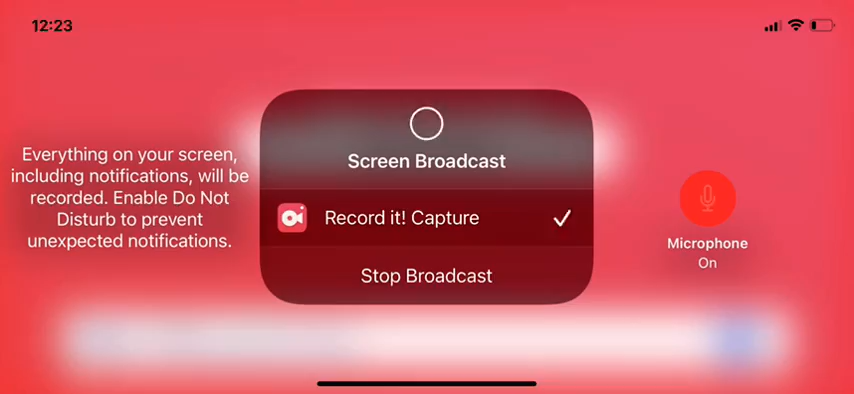 12:23
Everything on your screen,
including notifications, will be
recorded. Enable Do Not
Disturb to prevent
unexpected notifications.
Screen Broadcast
Record it! Capture
Stop Broadcast
Microphone
On